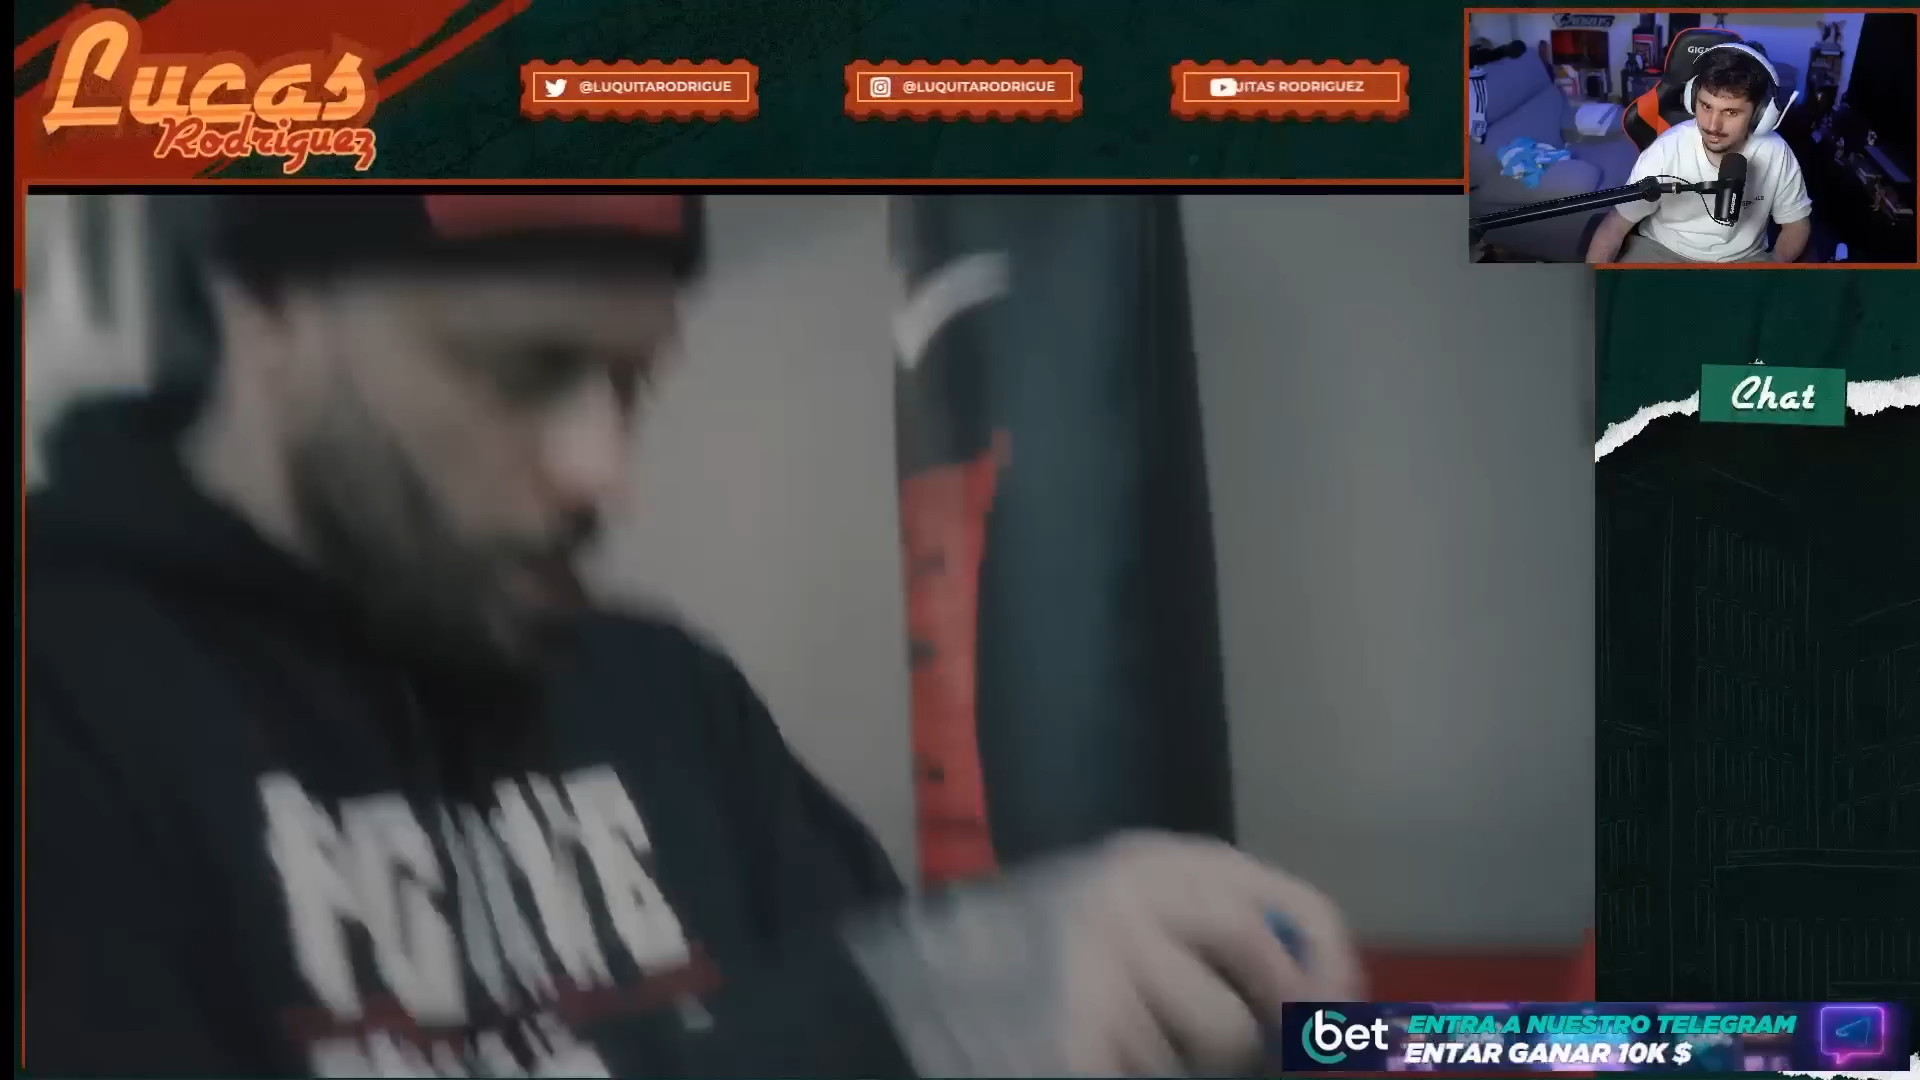 Lucas
Rodriguez
@LUQUITARODRIGUE
@LUQUITARODRIGUE
UITAS RODRIGUEZ
Chat
bet
ENTRA A NUESTRO TELEGRAM
ENTAR GANAR 10K $